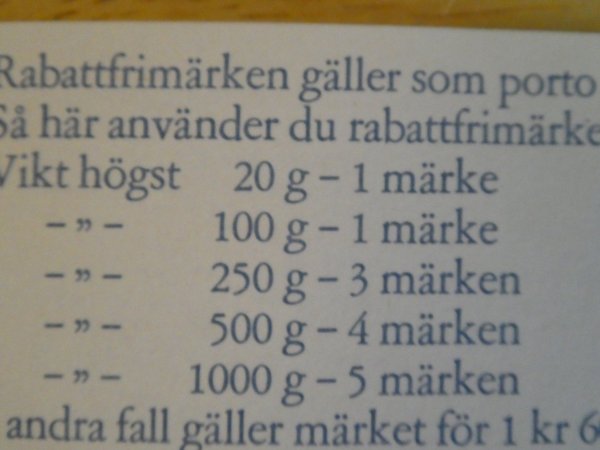 Rabattfrimärken gäller som porto
Så här använder du rabattfrimärke
Vikt högst 20 g – 1 märke
– ” – 100 g – 1 märke
– ” – 250 g – 3 märken
– ” – 500 g – 4 märken
– ” – 1000 g – 5 märken
andra fall gäller märket för 1 kr 6